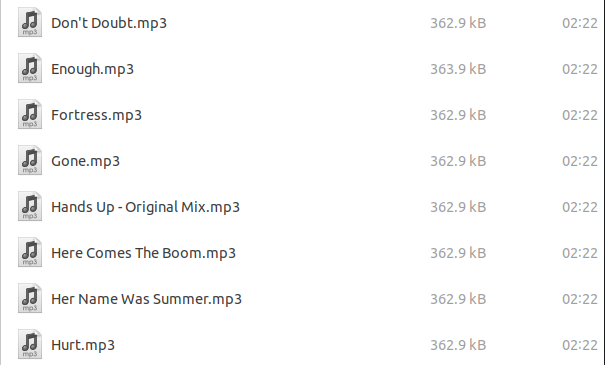 Don't Doubt.mp3 362.9 kB 02:22
Enough.mp3 363.9 kB 02:22
Fortress.mp3 362.9 kB 02:22
Gone.mp3 362.9 kB 02:22
Hands Up - Original Mix.mp3 362.9 kB 02:22
Here Comes The Boom.mp3 362.9 kB 02:22
Her Name Was Summer.mp3 362.9 kB 02:22
Hurt.mp3 362.9 kB 02:22